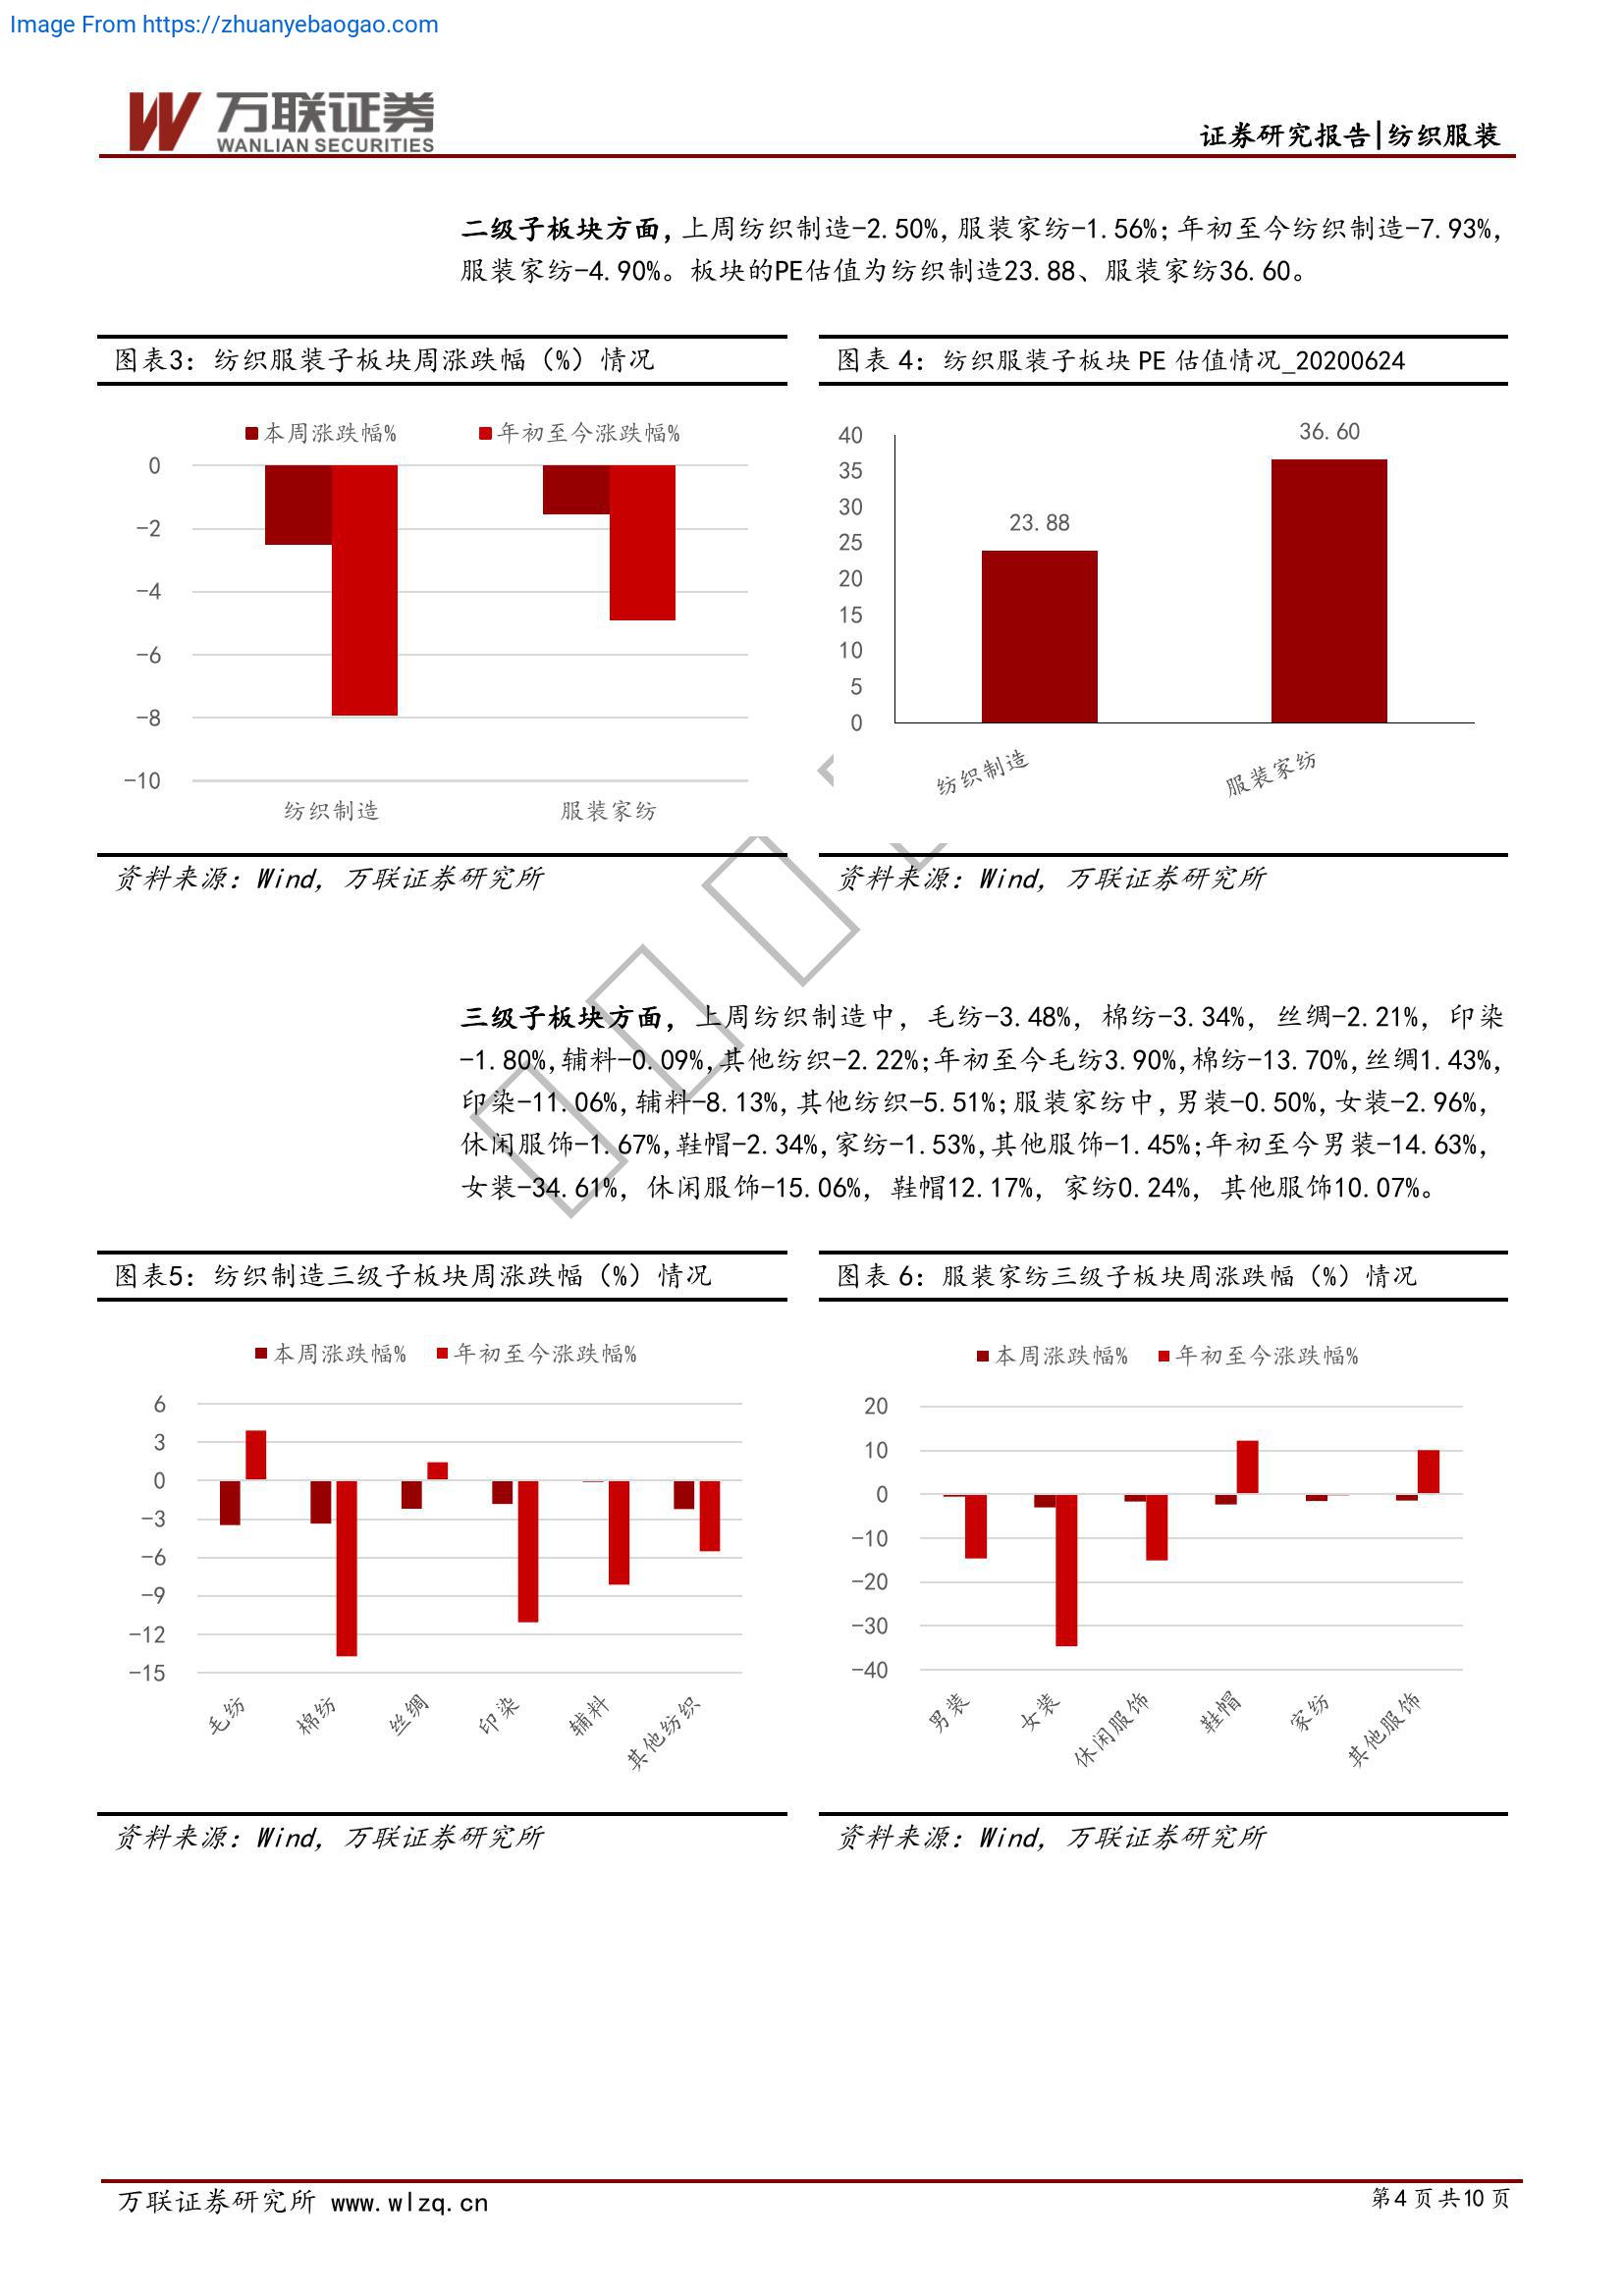 Image From https://zhuanyebaogao.com
万联证券
WANLIAN SECURITIES
证券研究报告|纺织服装
二级子板块方面,上周纺织制造-2.50%,服装家纺-1.56%;年初至今纺织制造-7.93%,
服装家纺-4.90%。板块的PE估值为纺织制造23.88、服装家纺36.60。
图表3：纺织服装子板块周涨跌幅（%）情况
本周涨跌幅% 年初至今涨跌幅%
0
-2
-4
-6
-8
-10
纺织制造 服装家纺
资料来源：Wind, 万联证券研究所
图表 4：纺织服装子板块 PE 估值情况_20200624
40
35
30
25
20
15
10
5
0
23.88
36.60
纺织制造 服装家纺
资料来源：Wind, 万联证券研究所
三级子板块方面，上周纺织制造中，毛纺-3.48%，棉纺-3.34%，丝绸-2.21%，印染
-1.80%,辅料-0.09%,其他纺织-2.22%;年初至今毛纺3.90%,棉纺-13.70%,丝绸1.43%,
印染-11.06%,辅料-8.13%,其他纺织-5.51%;服装家纺中,男装-0.50%,女装-2.96%,
休闲服饰-1.67%,鞋帽-2.34%,家纺-1.53%,其他服饰-1.45%;年初至今男装-14.63%,
女装-34.61%，休闲服饰-15.06%，鞋帽12.17%，家纺0.24%，其他服饰10.07%。
图表5：纺织制造三级子板块周涨跌幅（%）情况
本周涨跌幅% 年初至今涨跌幅%
6
3
0
-3
-6
-9
-12
-15
毛纺 棉纺 丝绸 印染 辅料 其他纺织
资料来源：Wind, 万联证券研究所
图表 6：服装家纺三级子板块周涨跌幅（%）情况
本周涨跌幅% 年初至今涨跌幅%
20
10
0
-10
-20
-30
-40
男装 女装 休闲服饰 鞋帽 家纺 其他服饰
资料来源：Wind, 万联证券研究所
万联证券研究所 www.wlzq.cn
第4页共10页